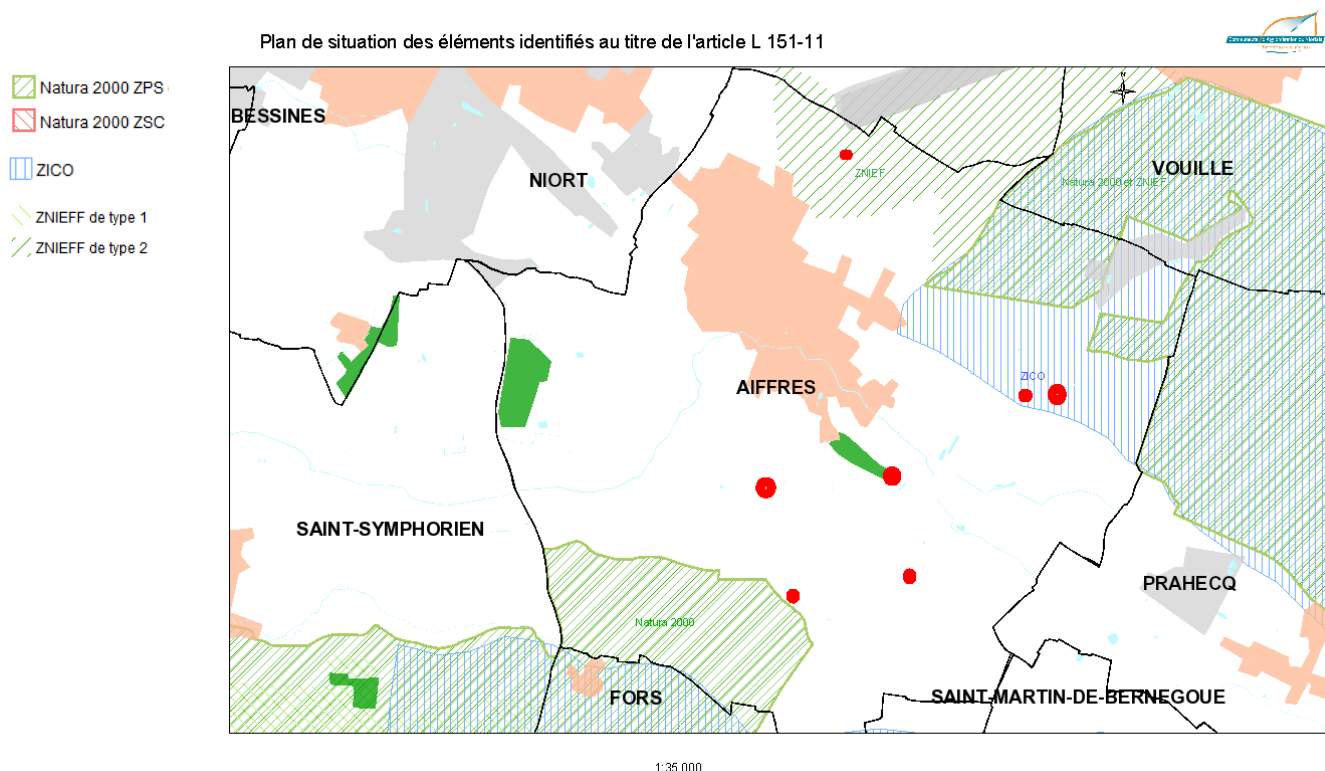 Plan de situation des éléments identifiés au titre de l'article L 151-11
Natura 2000 ZPS
Natura 2000 ZSC
ZICO
ZNIEFF de type 1
ZNIEFF de type 2
BESSINES
NIORT
ZNIEF
VOUILLE
Natura 2000 et ZNIEF
AIFFRES
ZICO
SAINT-SYMPHORIEN
PRAHECQ
Natura 2000
FORS
SAINT-MARTIN-DE-BERNEGOUE
1:35 000